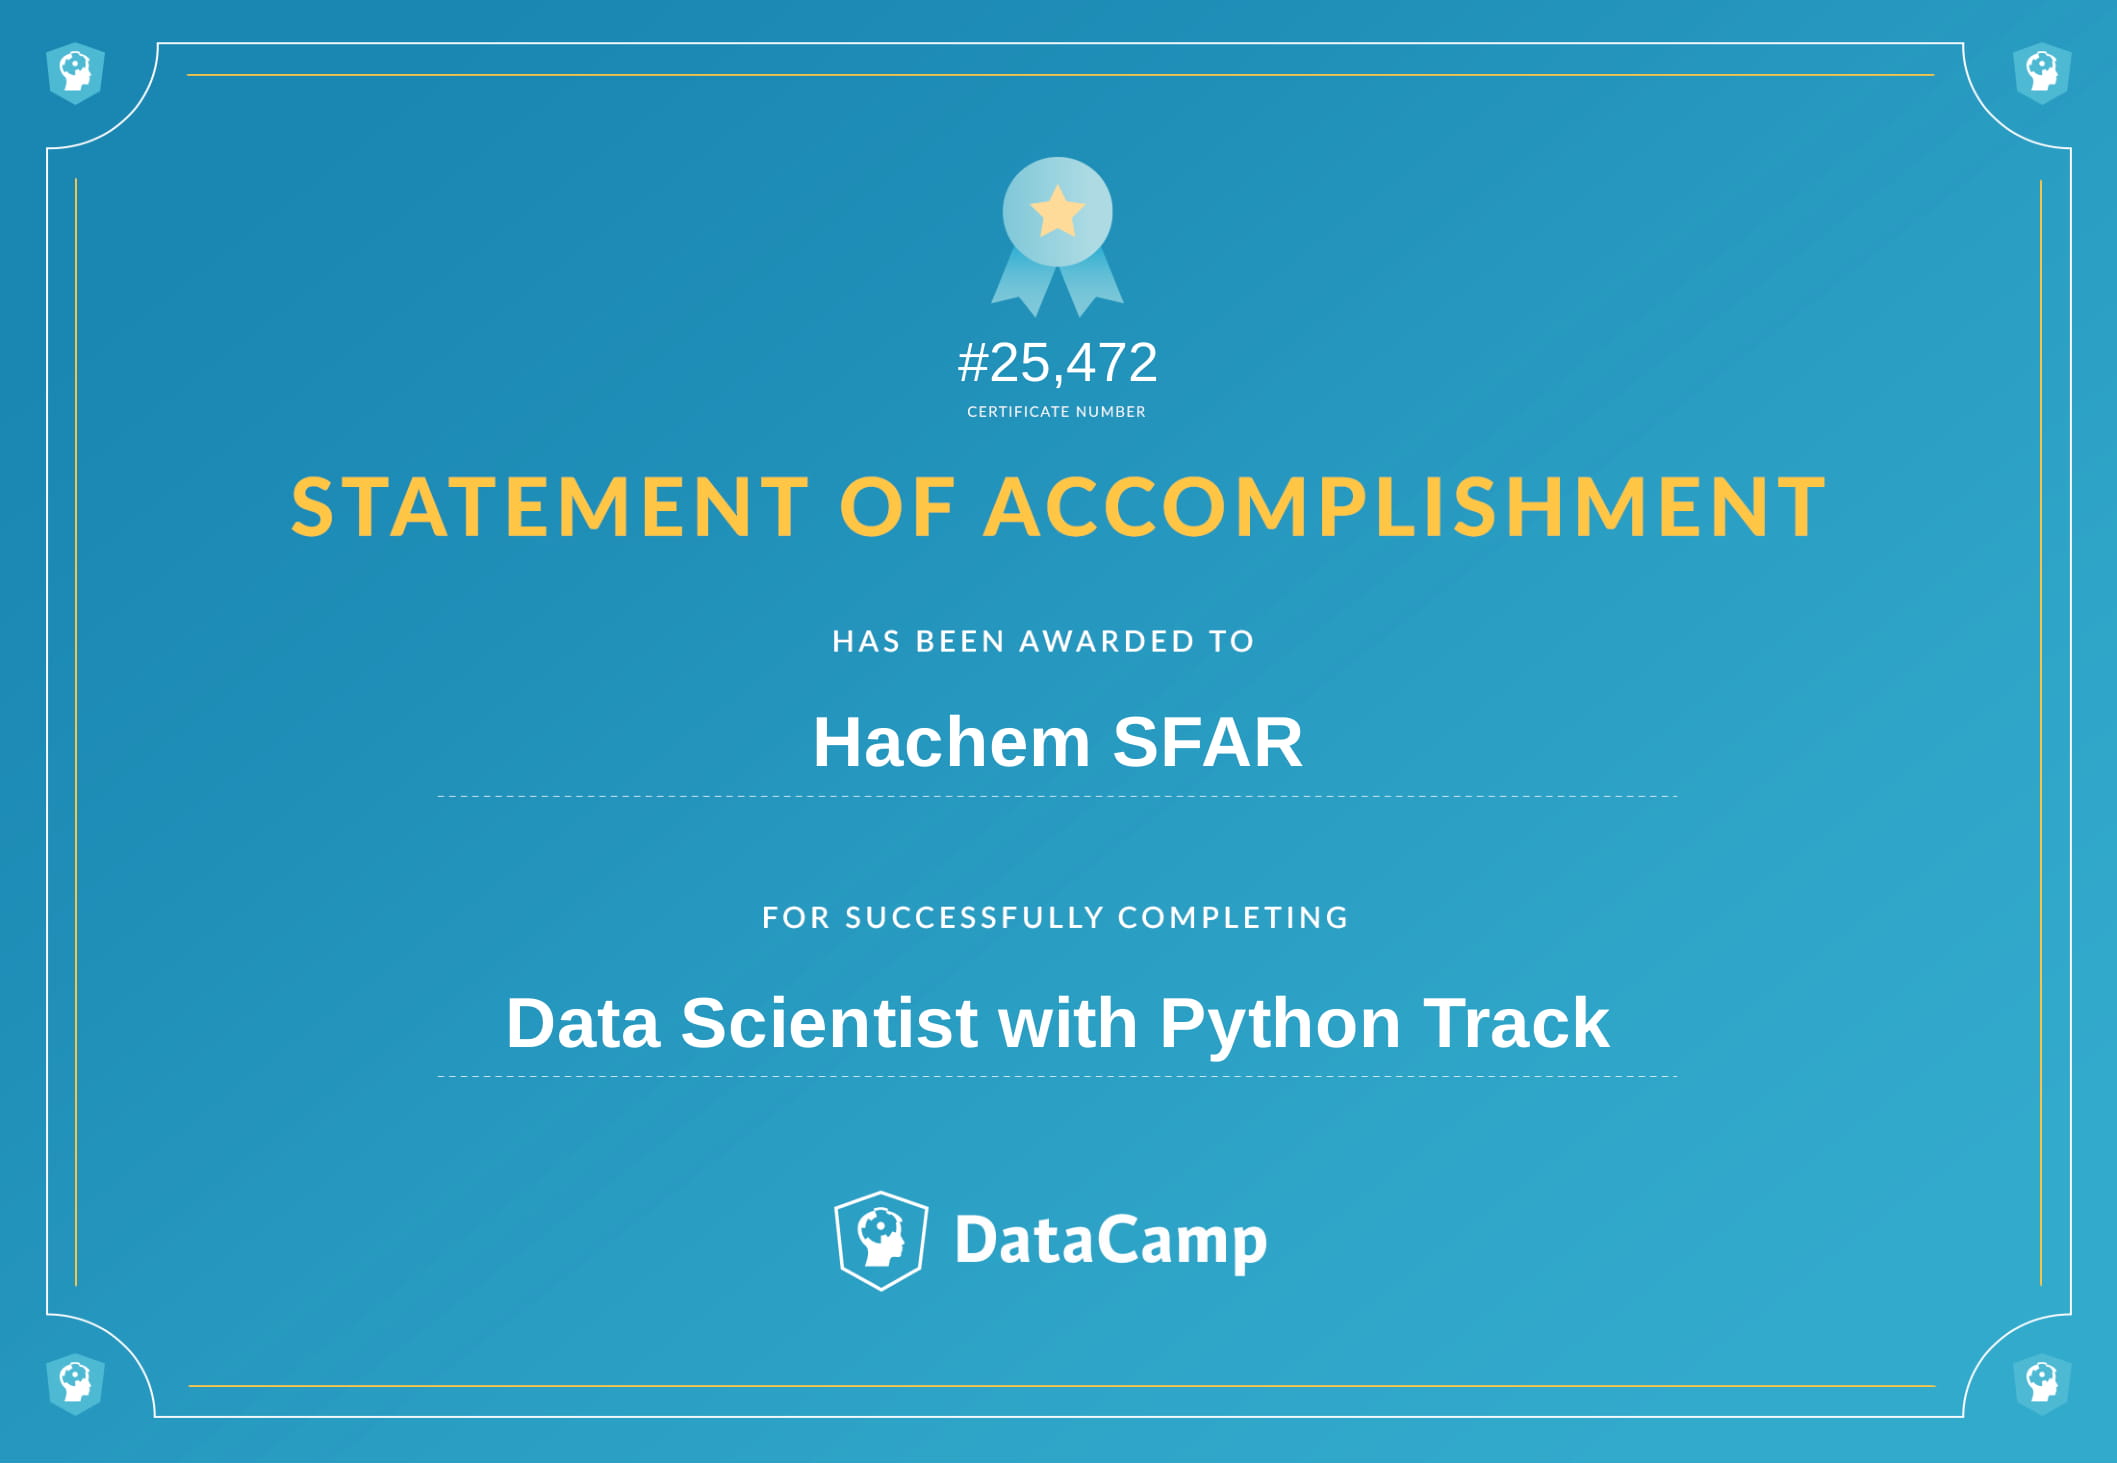 #25,472
CERTIFICATE NUMBER
STATEMENT OF ACCOMPLISHMENT
HAS BEEN AWARDED TO
Hachem SFAR
FOR SUCCESSFULLY COMPLETING
Data Scientist with Python Track
DataCamp